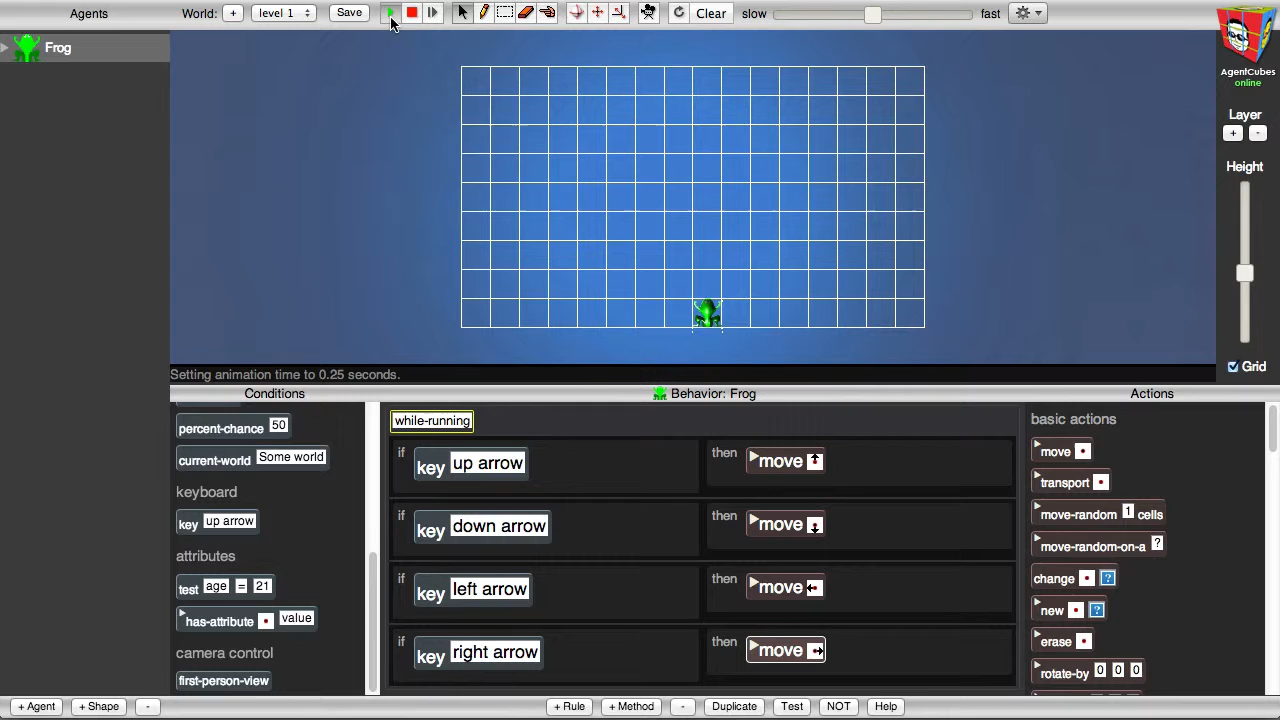 Agents
World: + level 1 Save Clear slow fast
Frog
AgentCubes
online
Layer
+ -
Height
Grid
Setting animation time to 0.25 seconds.
Conditions
percent-chance 50
current-world Some world
keyboard
key up arrow
attributes
test age = 21
has-attribute value
camera control
first-person-view
Behavior: Frog
while-running
if key up arrow then move
if key down arrow then move
if key left arrow then move
if key right arrow then move
Actions
basic actions
move
transport
move-random 1 cells
move-random-on-a ?
change ?
new ?
erase
rotate-by 0 0 0
+ Agent + Shape - + Rule + Method - Duplicate Test NOT Help